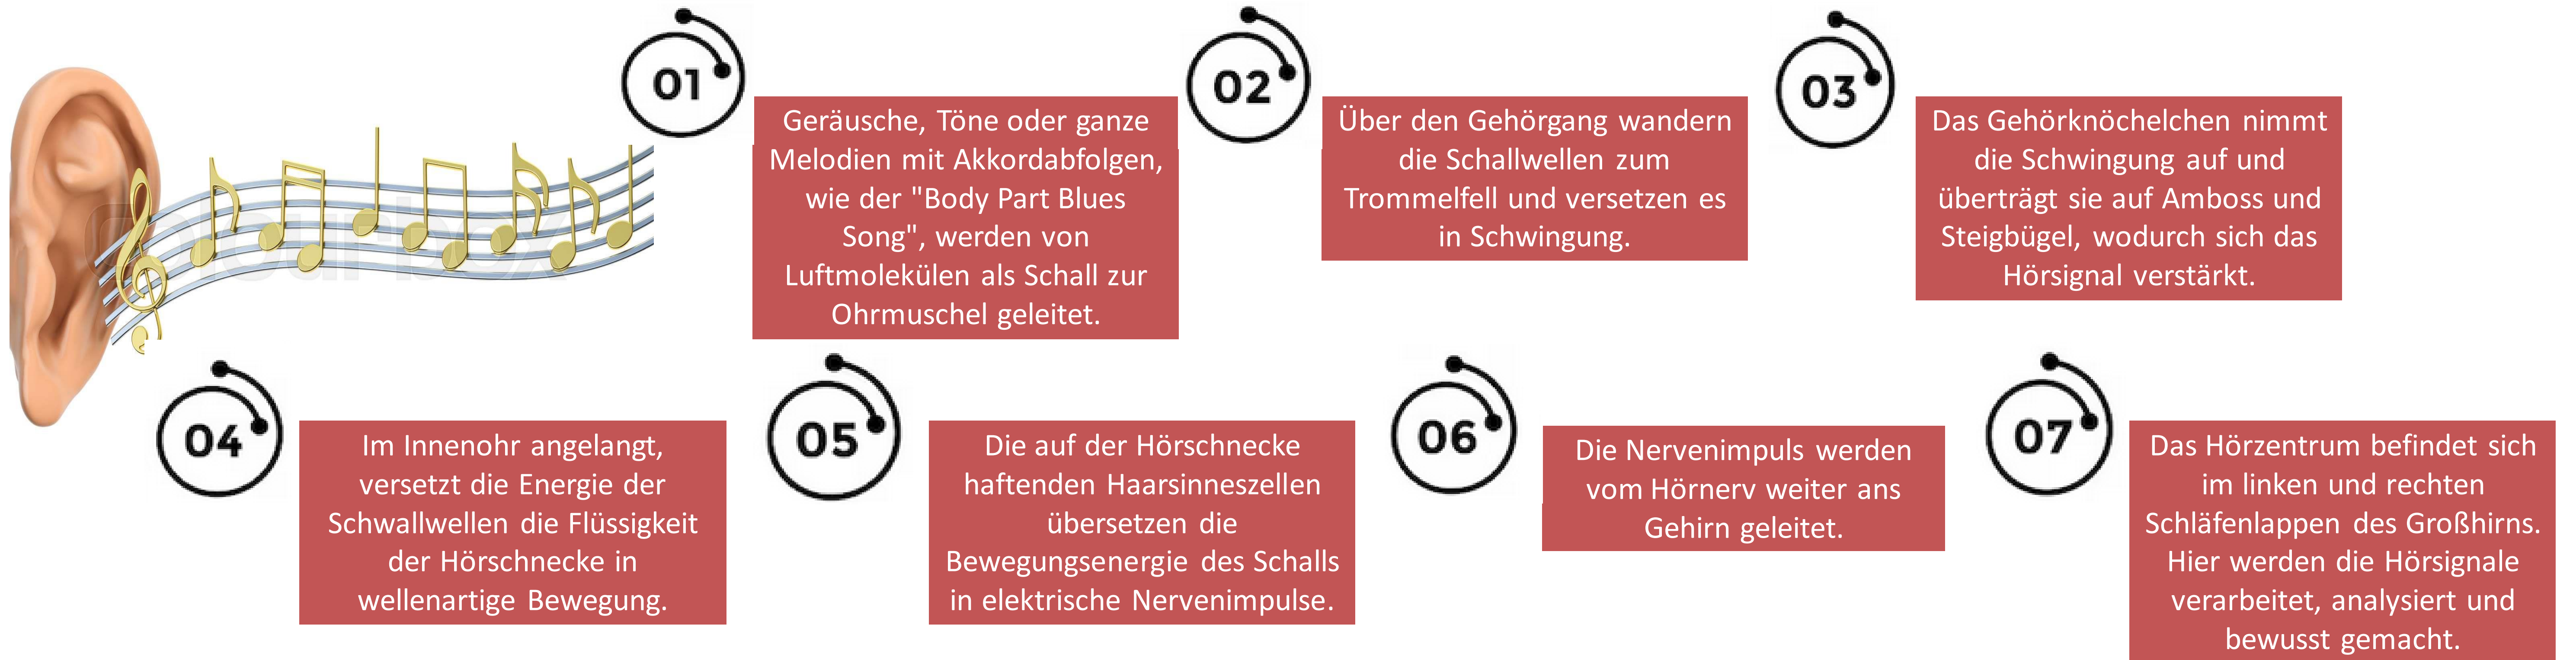 01
Geräusche, Töne oder ganze
Melodien mit Akkordabfolgen,
wie der "Body Part Blues
Song", werden von
Luftmolekülen als Schall zur
Ohrmuschel geleitet.
02
Über den Gehörgang wandern
die Schallwellen zum
Trommelfell und versetzen es
in Schwingung.
03
Das Gehörknöchelchen nimmt
die Schwingung auf und
überträgt sie auf Amboss und
Steigbügel, wodurch sich das
Hörsignal verstärkt.
04
Im Innenohr angelangt,
versetzt die Energie der
Schwallwellen die Flüssigkeit
der Hörschnecke in
wellenartige Bewegung.
05
Die auf der Hörschnecke
haftenden Haarsinneszellen
übersetzen die
Bewegungsenergie des Schalls
in elektrische Nervenimpulse.
06
Die Nervenimpuls werden
vom Hörnerv weiter ans
Gehirn geleitet.
07
Das Hörzentrum befindet sich
im linken und rechten
Schläfenlappen des Großhirns.
Hier werden die Hörsignale
verarbeitet, analysiert und
bewusst gemacht.